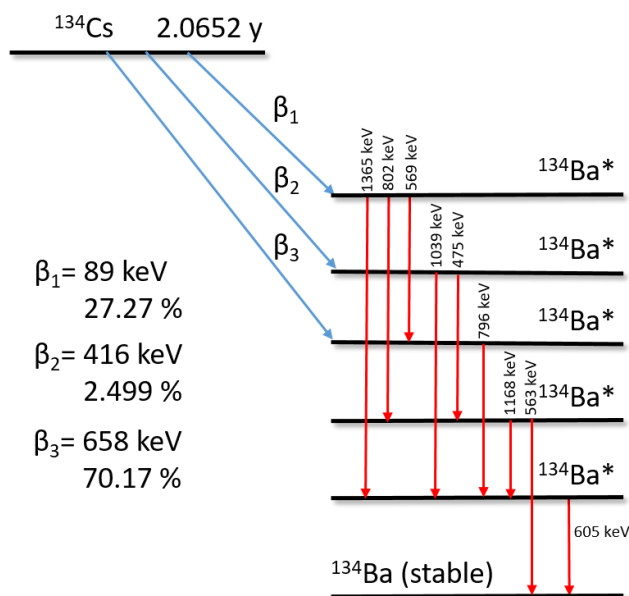 ¹³⁴Cs 2.0652 y
β₁
β₂
β₃
1365 keV
802 keV
569 keV
¹³⁴Ba*
1039 keV
475 keV
¹³⁴Ba*
796 keV
¹³⁴Ba*
1168 keV
563 keV
¹³⁴Ba*
¹³⁴Ba*
605 keV
¹³⁴Ba (stable)
β₁= 89 keV
27.27 %
β₂= 416 keV
2.499 %
β₃= 658 keV
70.17 %